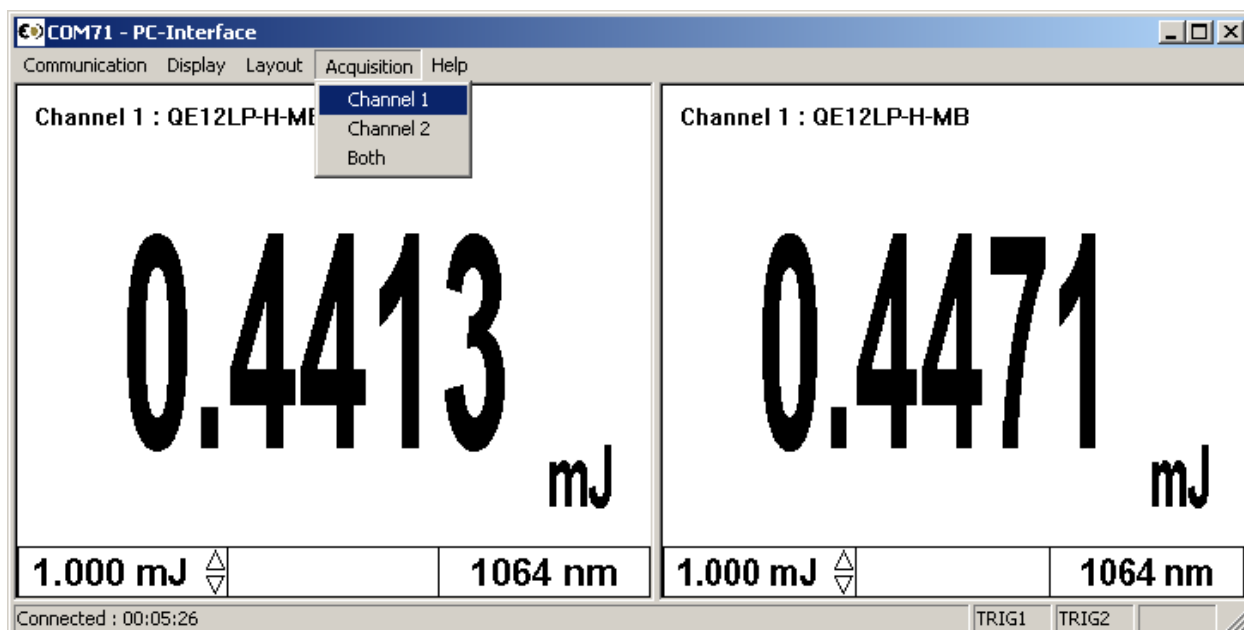 COM71 - PC-Interface
Communication Display Layout Acquisition Help
Channel 1
Channel 2
Both
Channel 1 : QE12LP-H-ME
0.4413
mJ
1.000 mJ
1064 nm
Channel 1 : QE12LP-H-MB
0.4471
mJ
1.000 mJ
1064 nm
Connected : 00:05:26
TRIG1 TRIG2